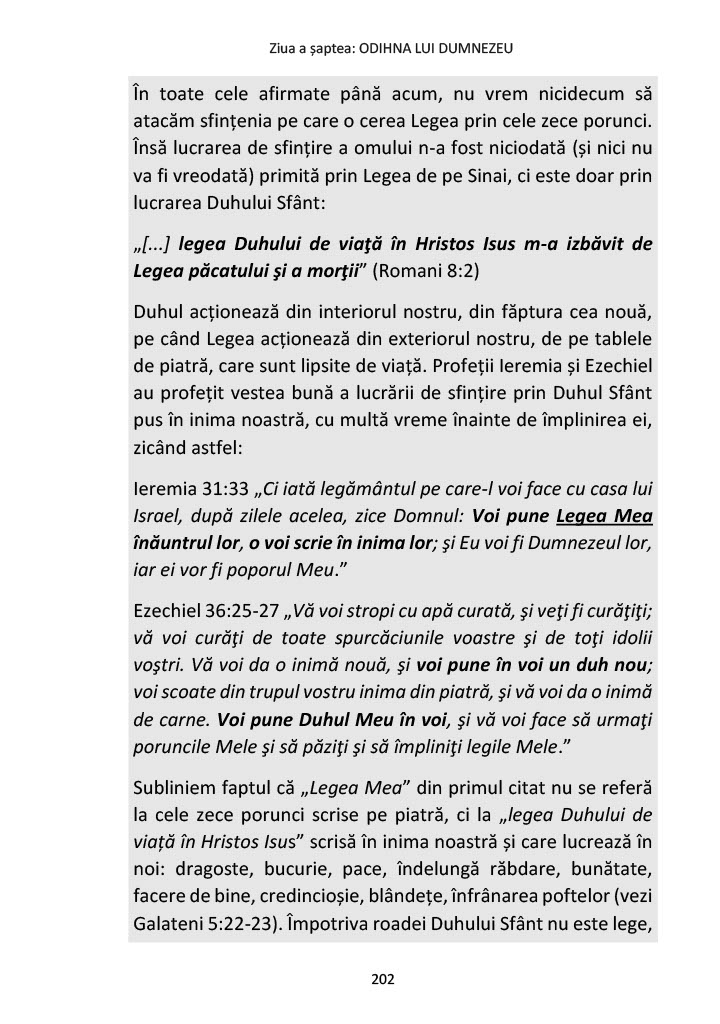 Ziua a șaptea: ODIHNA LUI DUMNEZEU
În toate cele afirmate până acum, nu vrem nicidecum să
atacăm sfințenia pe care o cerea Legea prin cele zece porunci.
Însă lucrarea de sfințire a omului n-a fost niciodată (și nici nu
va fi vreodată) primită prin Legea de pe Sinai, ci este doar prin
lucrarea Duhului Sfânt:
„[...] legea Duhului de viaţă în Hristos Isus m-a izbăvit de
Legea păcatului şi a morţii” (Romani 8:2)
Duhul acționează din interiorul nostru, din făptura cea nouă,
pe când Legea acționează din exteriorul nostru, de pe tablele
de piatră, care sunt lipsite de viață. Profeții Ieremia și Ezechiel
au profețit vestea bună a lucrării de sfințire prin Duhul Sfânt
pus în inima noastră, cu multă vreme înainte de împlinirea ei,
zicând astfel:
Ieremia 31:33 „Ci iată legământul pe care-l voi face cu casa lui
Israel, după zilele acelea, zice Domnul: Voi pune Legea Mea
înăuntrul lor, o voi scrie în inima lor; şi Eu voi fi Dumnezeul lor,
iar ei vor fi poporul Meu.”
Ezechiel 36:25-27 „Vă voi stropi cu apă curată, şi veţi fi curăţiţi;
vă voi curăţi de toate spurcăciunile voastre şi de toţi idolii
voştri. Vă voi da o inimă nouă, şi voi pune în voi un duh nou;
voi scoate din trupul vostru inima din piatră, şi vă voi da o inimă
de carne. Voi pune Duhul Meu în voi, şi vă voi face să urmaţi
poruncile Mele şi să păziţi şi să împliniţi legile Mele.”
Subliniem faptul că „Legea Mea” din primul citat nu se referă
la cele zece porunci scrise pe piatră, ci la „legea Duhului de
viață în Hristos Isus” scrisă în inima noastră și care lucrează în
noi: dragoste, bucurie, pace, îndelungă răbdare, bunătate,
facere de bine, credincioșie, blândețe, înfrânarea poftelor (vezi
Galateni 5:22-23). Împotriva roadei Duhului Sfânt nu este lege,
202